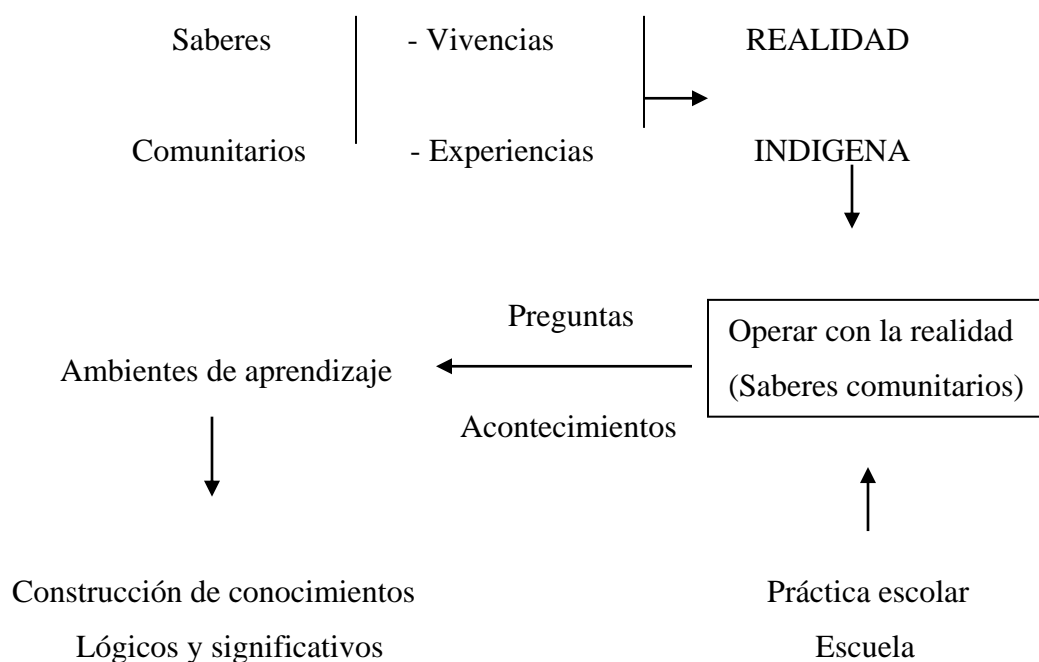 Saberes - Vivencias REALIDAD
Comunitarios - Experiencias INDIGENA
Preguntas
Operar con la realidad
Ambientes de aprendizaje
(Saberes comunitarios)
Acontecimientos
Construcción de conocimientos Práctica escolar
Lógicos y significativos Escuela